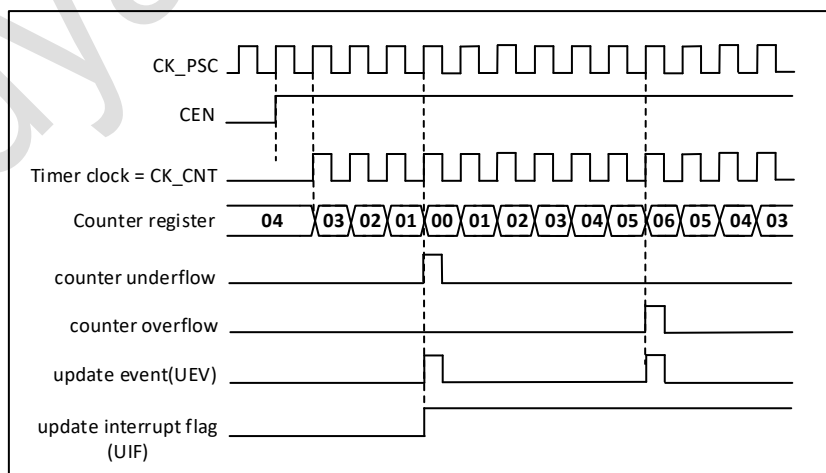 CK_PSC
CEN
Timer clock = CK_CNT
Counter register 04 03 02 01 00 01 02 03 04 05 06 05 04 03
counter underflow
counter overflow
update event(UEV)
update interrupt flag
(UIF)